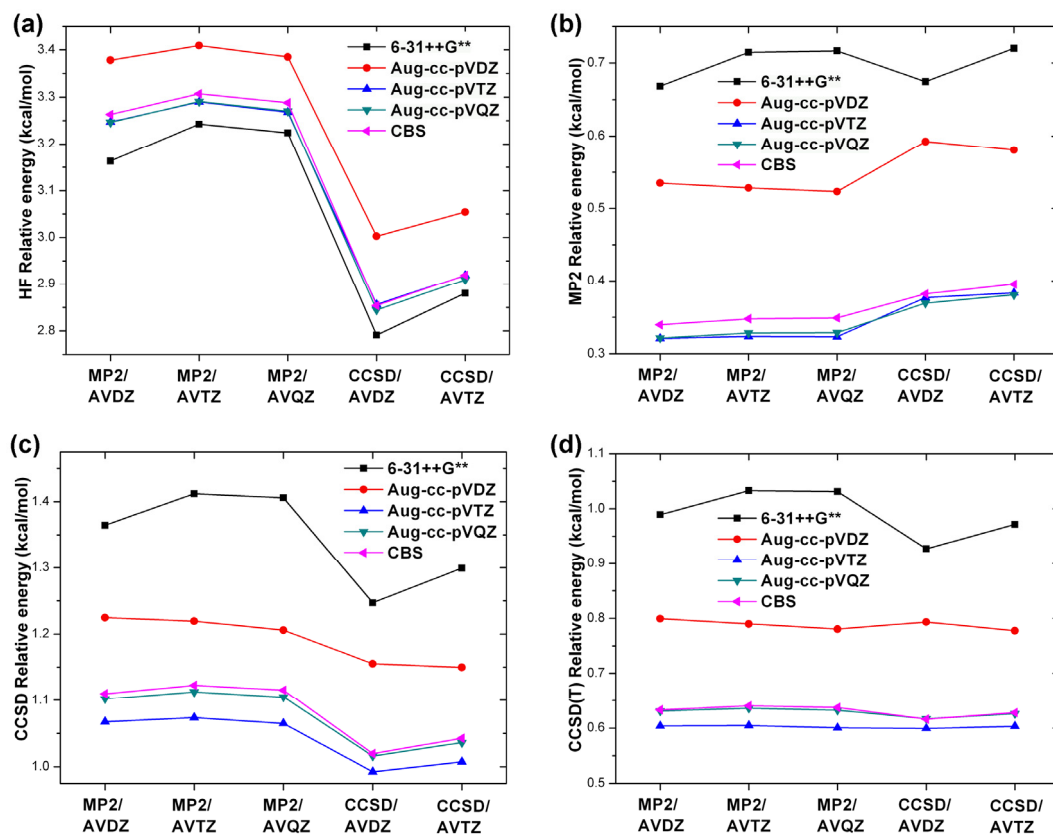 (a)
HF Relative energy (kcal/mol)
3.4
3.3
3.2
3.1
3.0
2.9
2.8
6-31++G**
Aug-cc-pVDZ
Aug-cc-pVTZ
Aug-cc-pVQZ
CBS
MP2/ MP2/ MP2/ CCSD/ CCSD/
AVDZ AVTZ AVQZ AVDZ AVTZ
(b)
MP2 Relative energy (kcal/mol)
0.7
0.6
0.5
0.4
0.3
6-31++G**
Aug-cc-pVDZ
Aug-cc-pVTZ
Aug-cc-pVQZ
CBS
MP2/ MP2/ MP2/ CCSD/ CCSD/
AVDZ AVTZ AVQZ AVDZ AVTZ
(c)
CCSD Relative energy (kcal/mol)
1.4
1.3
1.2
1.1
1.0
6-31++G**
Aug-cc-pVDZ
Aug-cc-pVTZ
Aug-cc-pVQZ
CBS
MP2/ MP2/ MP2/ CCSD/ CCSD/
AVDZ AVTZ AVQZ AVDZ AVTZ
(d)
CCSD(T) Relative energy (kcal/mol)
1.1
1.0
0.9
0.8
0.7
0.6
0.5
6-31++G**
Aug-cc-pVDZ
Aug-cc-pVTZ
Aug-cc-pVQZ
CBS
MP2/ MP2/ MP2/ CCSD/ CCSD/
AVDZ AVTZ AVQZ AVDZ AVTZ